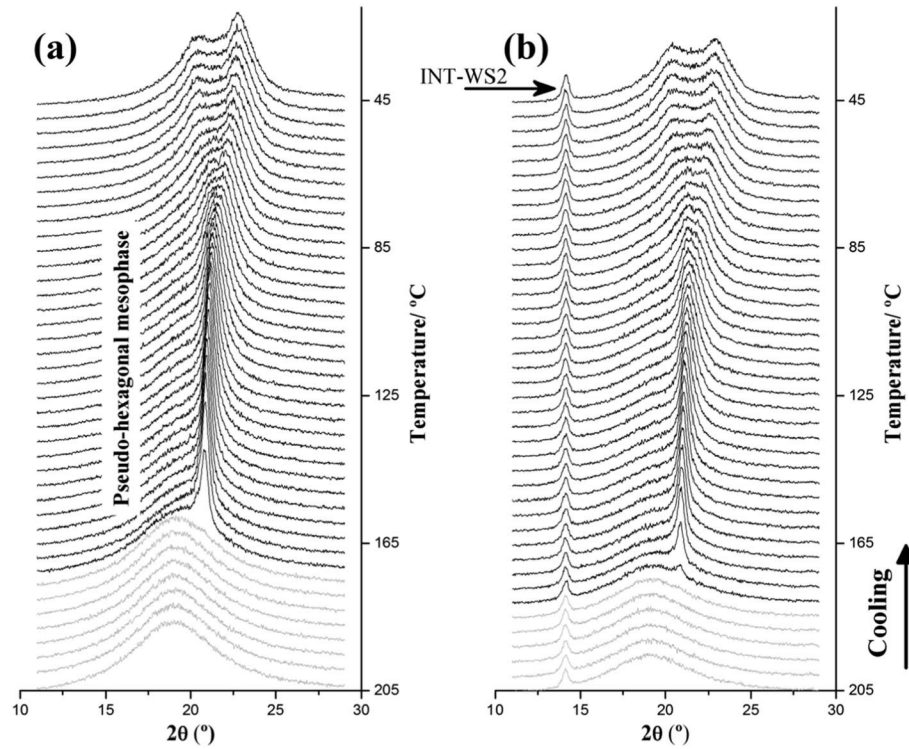 (a)
Pseudo-hexagonal mesophase
45
85
125
165
205
Temperature/ °C
10
15
20
25
30
2θ (°)
(b)
INT-WS2
45
85
125
165
205
Temperature/ °C
Cooling
10
15
20
25
30
2θ (°)